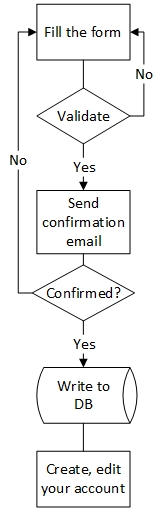 Fill the form
No
Validate
No
Yes
Send
confirmation
email
Confirmed?
Yes
Write to
DB
Create, edit
your account